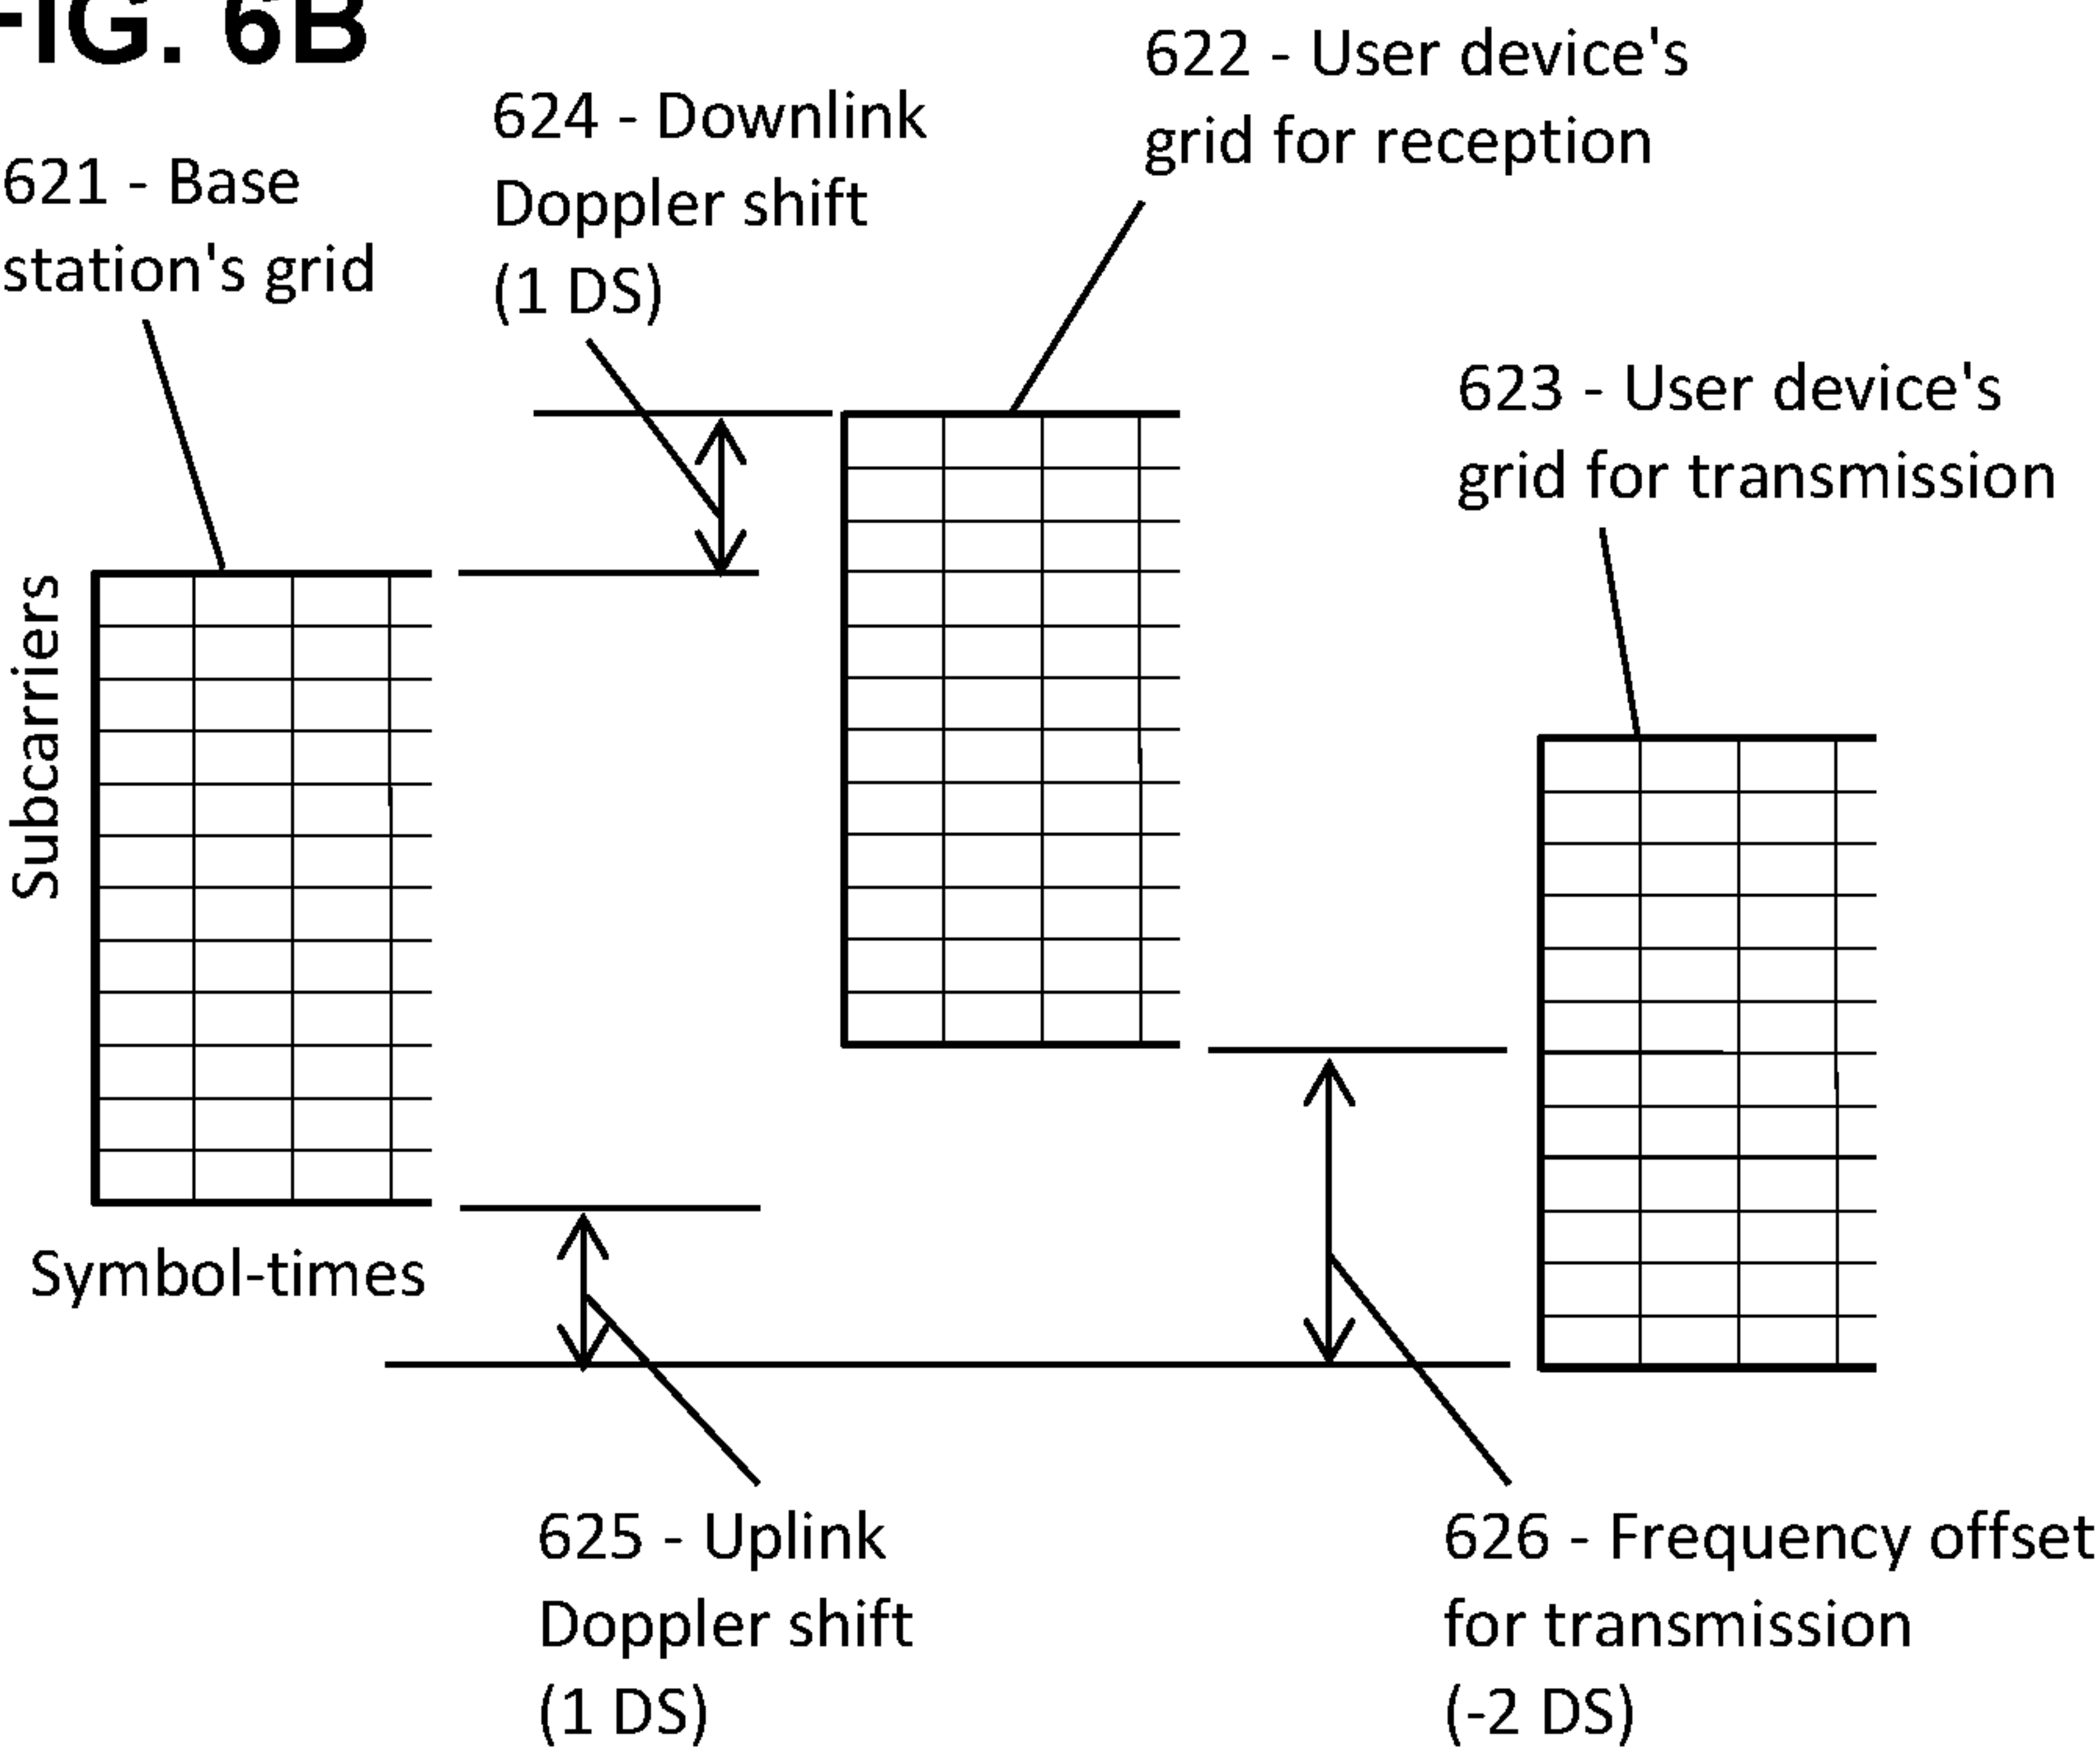 FIG. 6B
622 - User device's
grid for reception
624 - Downlink
Doppler shift
(1 DS)
621 - Base
station's grid
623 - User device's
grid for transmission
Subcarriers
Symbol-times
625 - Uplink
Doppler shift
(1 DS)
626 - Frequency offset
for transmission
(-2 DS)